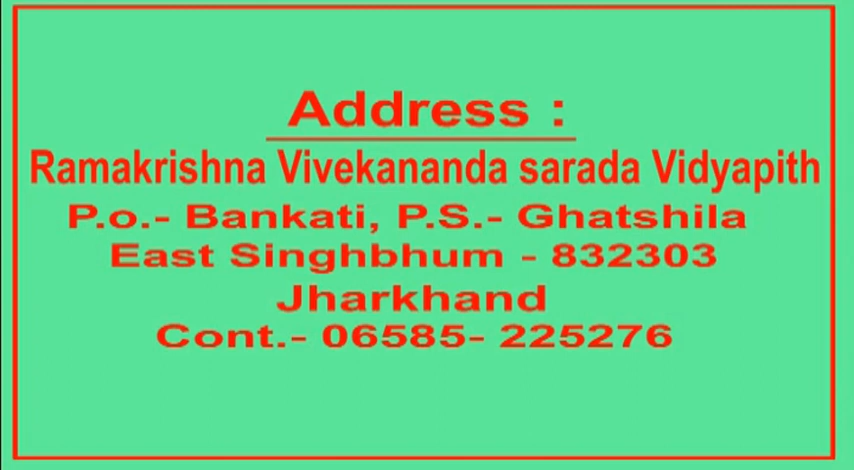 Address :
Ramakrishna Vivekananda sarada Vidyapith
P.o.- Bankati, P.S.- Ghatshila
East Singhbhum - 832303
Jharkhand
Cont.- 06585- 225276